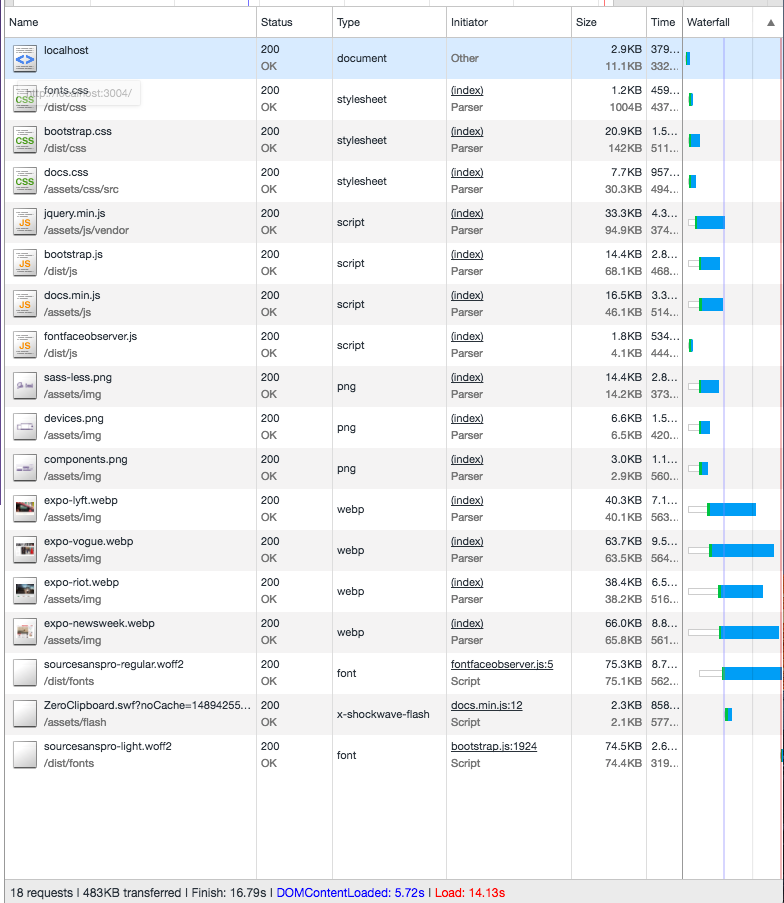 Name Status Type Initiator Size Time Waterfall ▲
localhost 200 document Other 2.9KB 379...
OK 11.1KB 332...
fonts.css 200 stylesheet (index) 1.2KB 459...
http://localhost:3004/
/dist/css OK Parser 1004B 437...
bootstrap.css 200 stylesheet (index) 20.9KB 1.5...
/dist/css OK Parser 142KB 511...
docs.css 200 stylesheet (index) 7.7KB 957...
/assets/css/src OK Parser 30.3KB 494...
jquery.min.js 200 script (index) 33.3KB 4.3...
/assets/js/vendor OK Parser 94.9KB 374...
bootstrap.js 200 script (index) 14.4KB 2.8...
/dist/js OK Parser 68.1KB 468...
docs.min.js 200 script (index) 16.5KB 3.3...
/assets/js OK Parser 46.1KB 514...
fontfaceobserver.js 200 script (index) 1.8KB 534...
/dist/js OK Parser 4.1KB 444...
sass-less.png 200 png (index) 14.4KB 2.8...
/assets/img OK Parser 14.2KB 373...
devices.png 200 png (index) 6.6KB 1.5...
/assets/img OK Parser 6.5KB 420...
components.png 200 png (index) 3.0KB 1.1...
/assets/img OK Parser 2.9KB 560...
expo-lyft.webp 200 webp (index) 40.3KB 7.1...
/assets/img OK Parser 40.1KB 563...
expo-vogue.webp 200 webp (index) 63.7KB 9.5...
/assets/img OK Parser 63.5KB 564...
expo-riot.webp 200 webp (index) 38.4KB 6.5...
/assets/img OK Parser 38.2KB 516...
expo-newsweek.webp 200 webp (index) 66.0KB 8.8...
/assets/img OK Parser 65.8KB 561...
sourcesanspro-regular.woff2 200 font fontfaceobserver.js:5 75.3KB 8.7...
/dist/fonts OK Script 75.1KB 562...
ZeroClipboard.swf?noCache=14894255... 200 x-shockwave-flash docs.min.js:12 2.3KB 858...
/assets/flash OK Script 2.1KB 577...
sourcesanspro-light.woff2 200 font bootstrap.js:1924 74.5KB 2.6...
/dist/fonts OK Script 74.4KB 319...
18 requests | 483KB transferred | Finish: 16.79s | DOMContentLoaded: 5.72s | Load: 14.13s